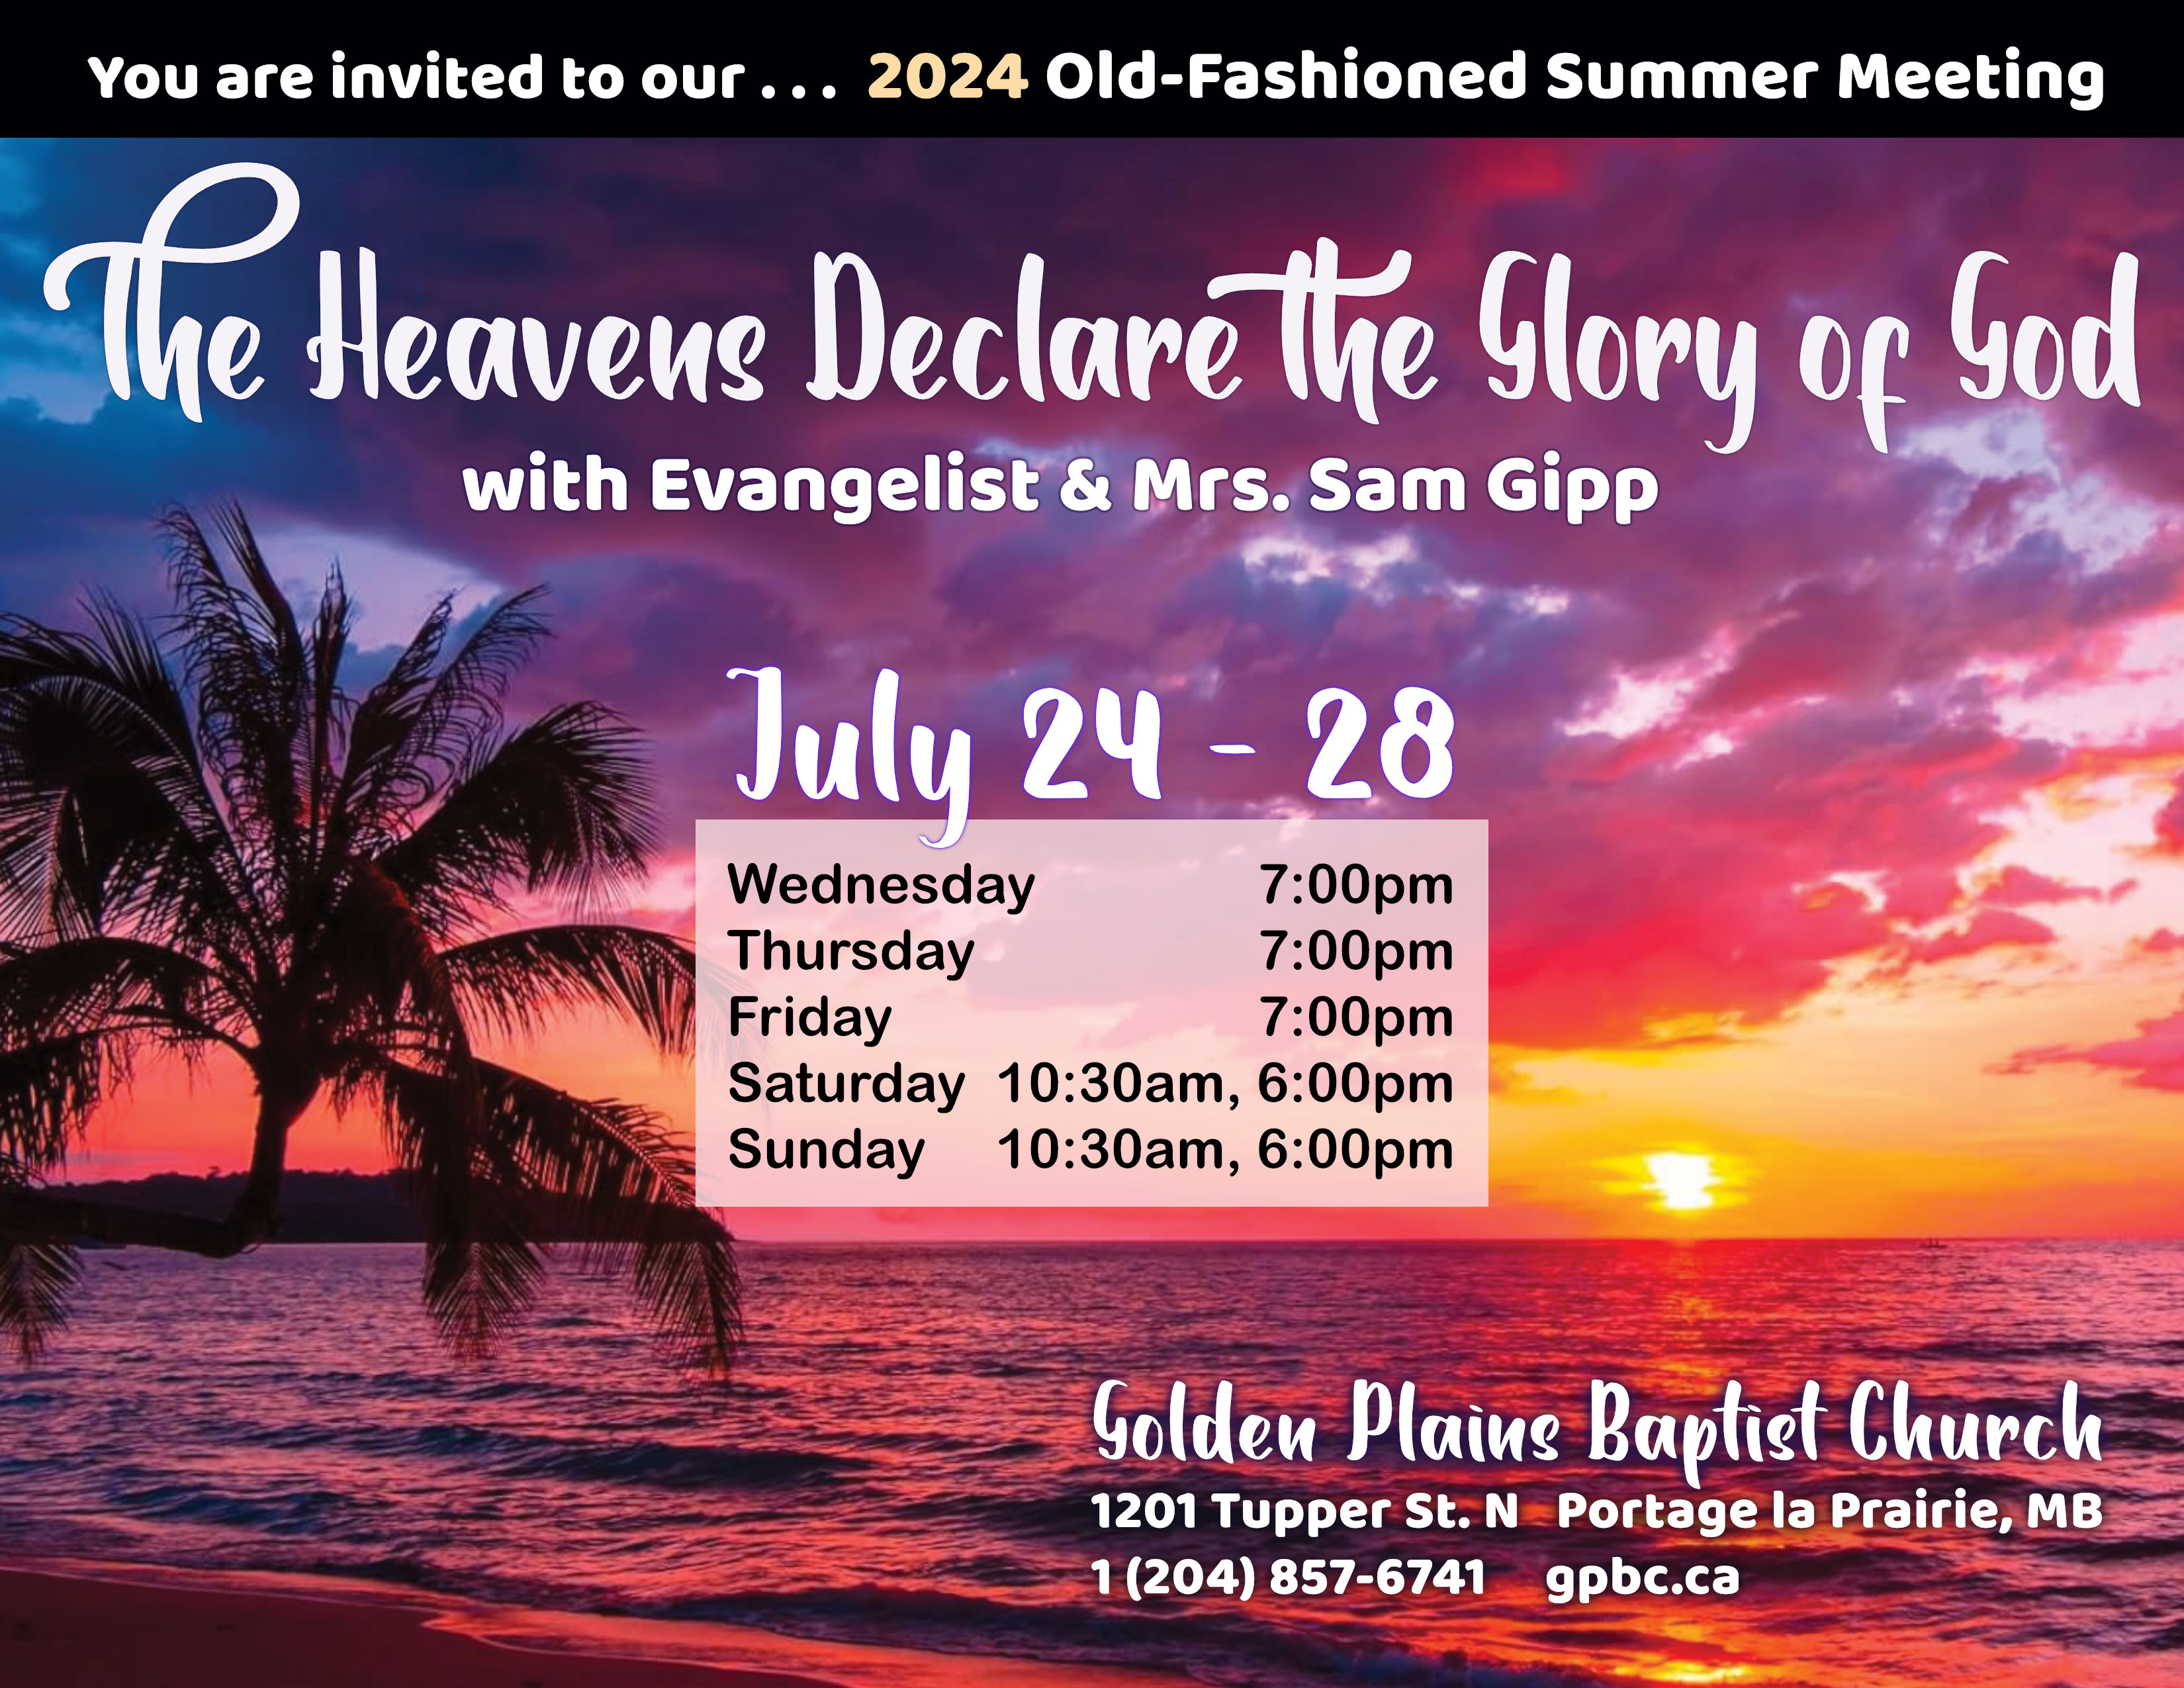 You are invited to our . . . 2024 Old-Fashioned Summer Meeting
The Heavens Declare the Glory of God
with Evangelist & Mrs. Sam Gipp
July 24 - 28
Wednesday 7:00pm
Thursday 7:00pm
Friday 7:00pm
Saturday 10:30am, 6:00pm
Sunday 10:30am, 6:00pm
Golden Plains Baptist Church
1201 Tupper St. N Portage la Prairie, MB
1 (204) 857-6741 gpbc.ca